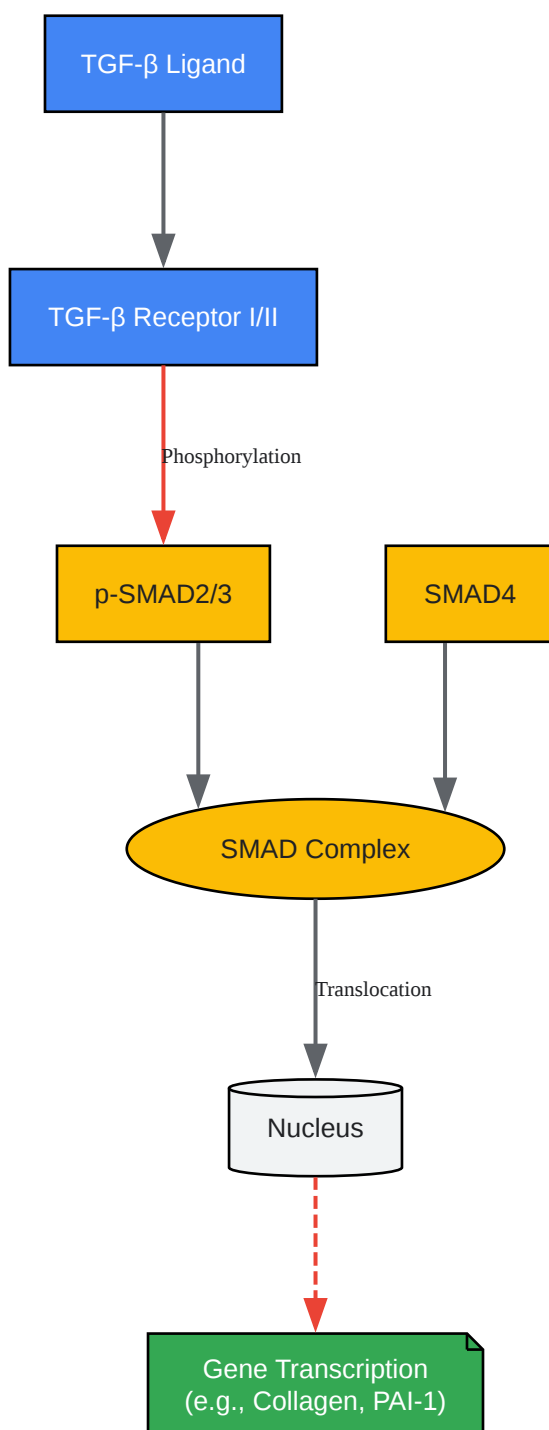 TGF-β Ligand
TGF-β Receptor I/II
Phosphorylation
p-SMAD2/3
SMAD4
SMAD Complex
Translocation
Nucleus
Gene Transcription
(e.g., Collagen, PAI-1)